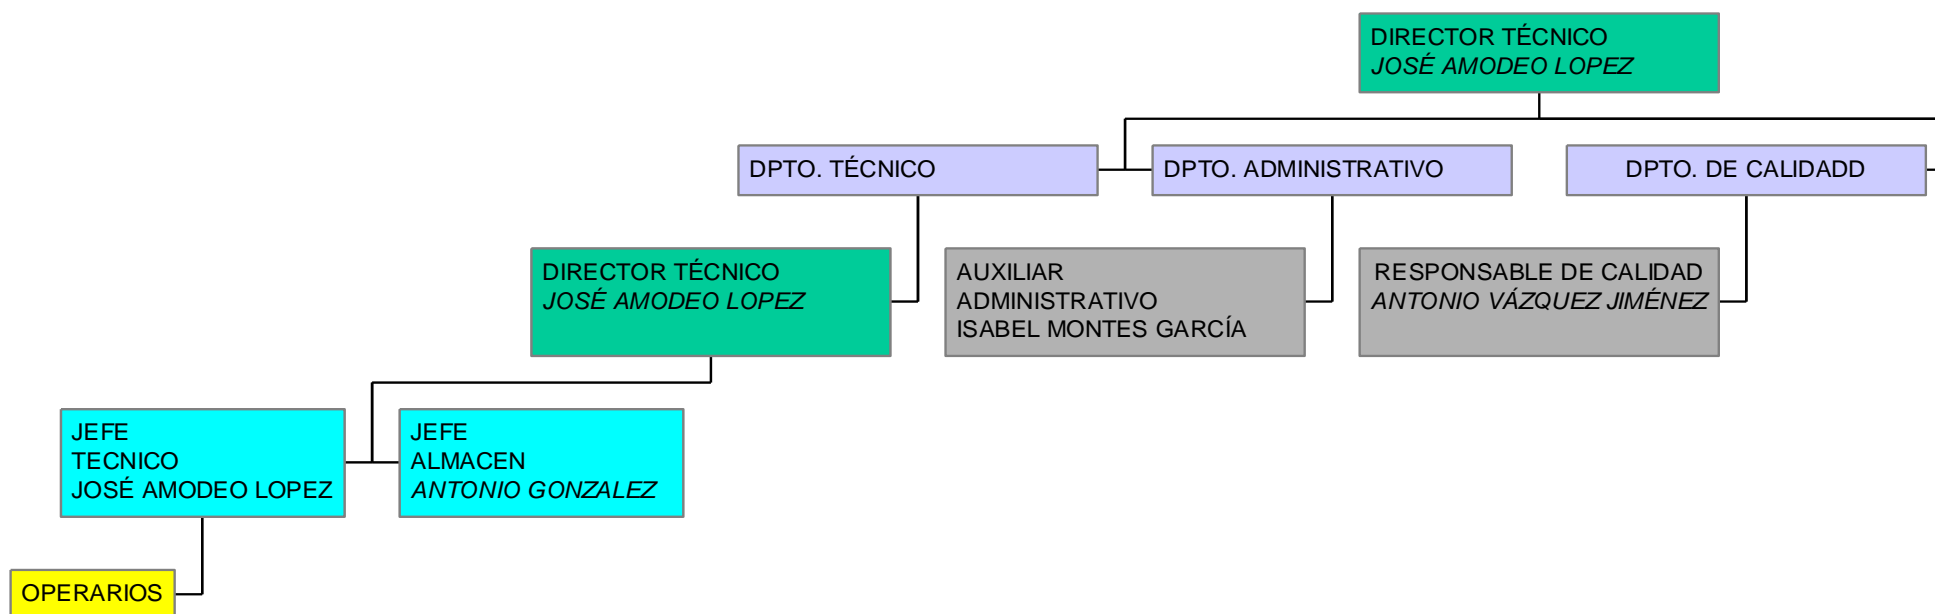 DIRECTOR TÉCNICO
JOSÉ AMODEO LOPEZ
DPTO. TÉCNICO
DPTO. ADMINISTRATIVO
DPTO. DE CALIDADD
DIRECTOR TÉCNICO
JOSÉ AMODEO LOPEZ
AUXILIAR
ADMINISTRATIVO
ISABEL MONTES GARCÍA
RESPONSABLE DE CALIDAD
ANTONIO VÁZQUEZ JIMÉNEZ
JEFE
TECNICO
JOSÉ AMODEO LOPEZ
JEFE
ALMACEN
ANTONIO GONZALEZ
OPERARIOS